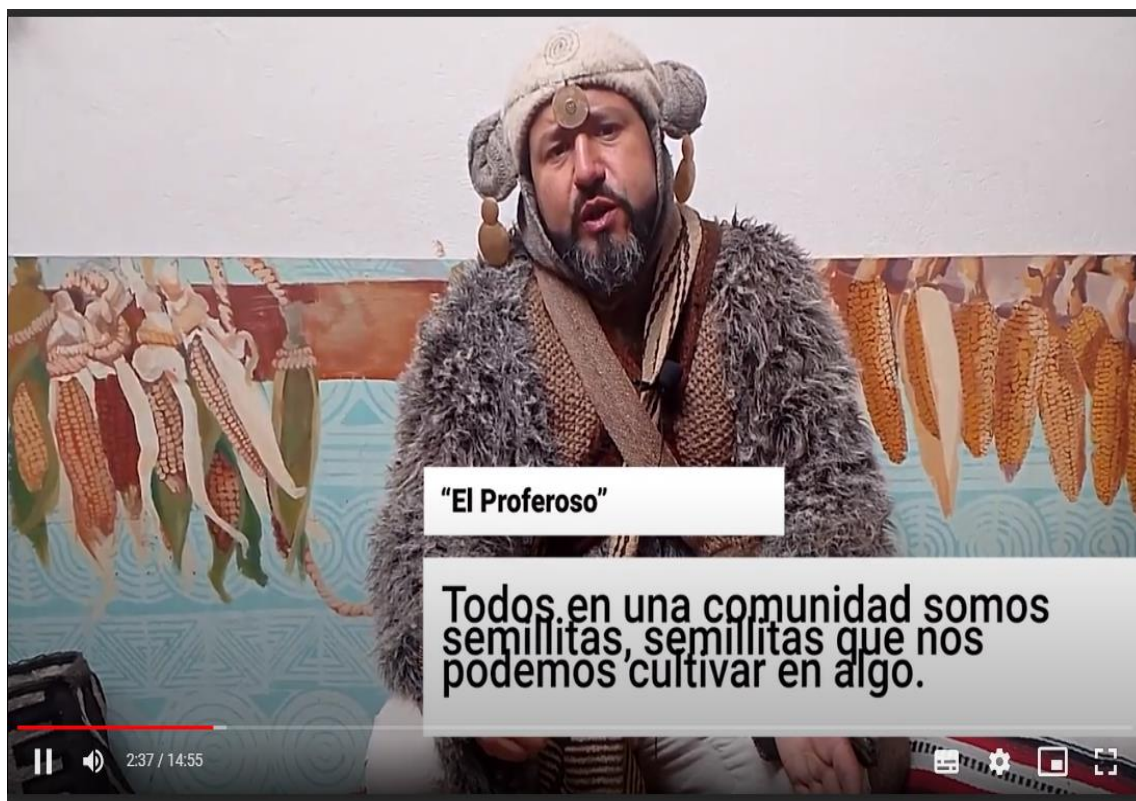 “El Proferoso”
Todos en una comunidad somos
semillitas, semillitas que nos
podemos cultivar en algo.
2:37 / 14:55